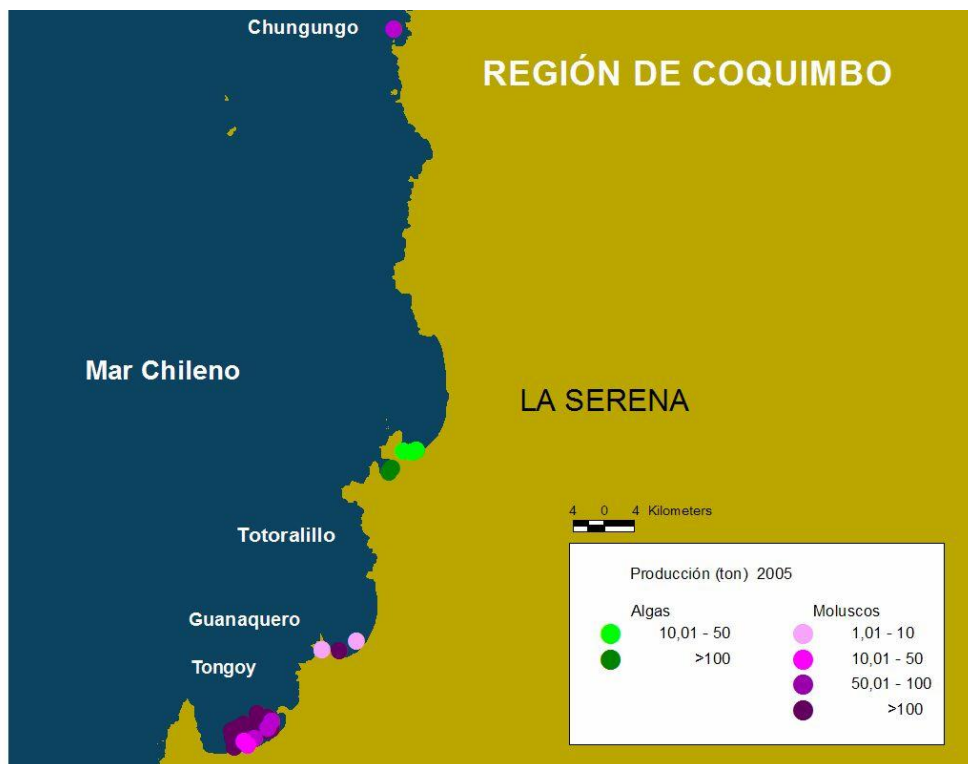 Chungungo
REGIÓN DE COQUIMBO
Mar Chileno
LA SERENA
4 0 4 Kilometers
Totoralillo
Producción (ton) 2005
Algas
10,01 - 50
>100
Moluscos
1,01 - 10
10,01 - 50
50,01 - 100
>100
Guanaquero
Tongoy